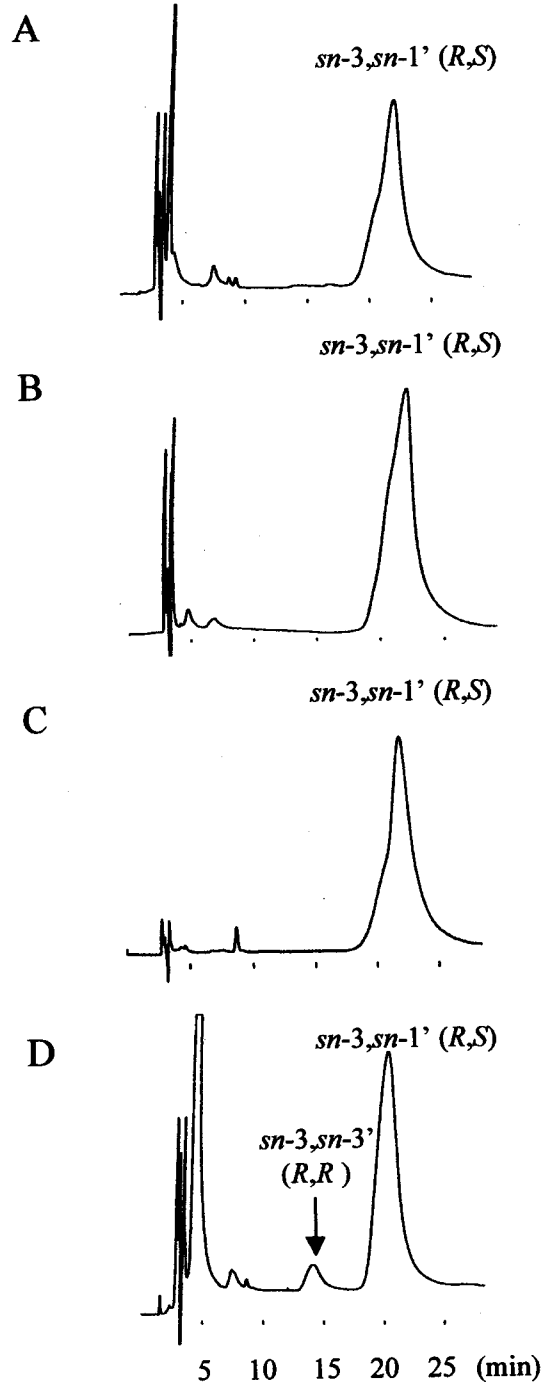 A
sn-3,sn-1’ (R,S)
B
sn-3,sn-1’ (R,S)
C
sn-3,sn-1’ (R,S)
D
sn-3,sn-1’ (R,S)
sn-3,sn-3’
(R,R )
5 10 15 20 25 (min)